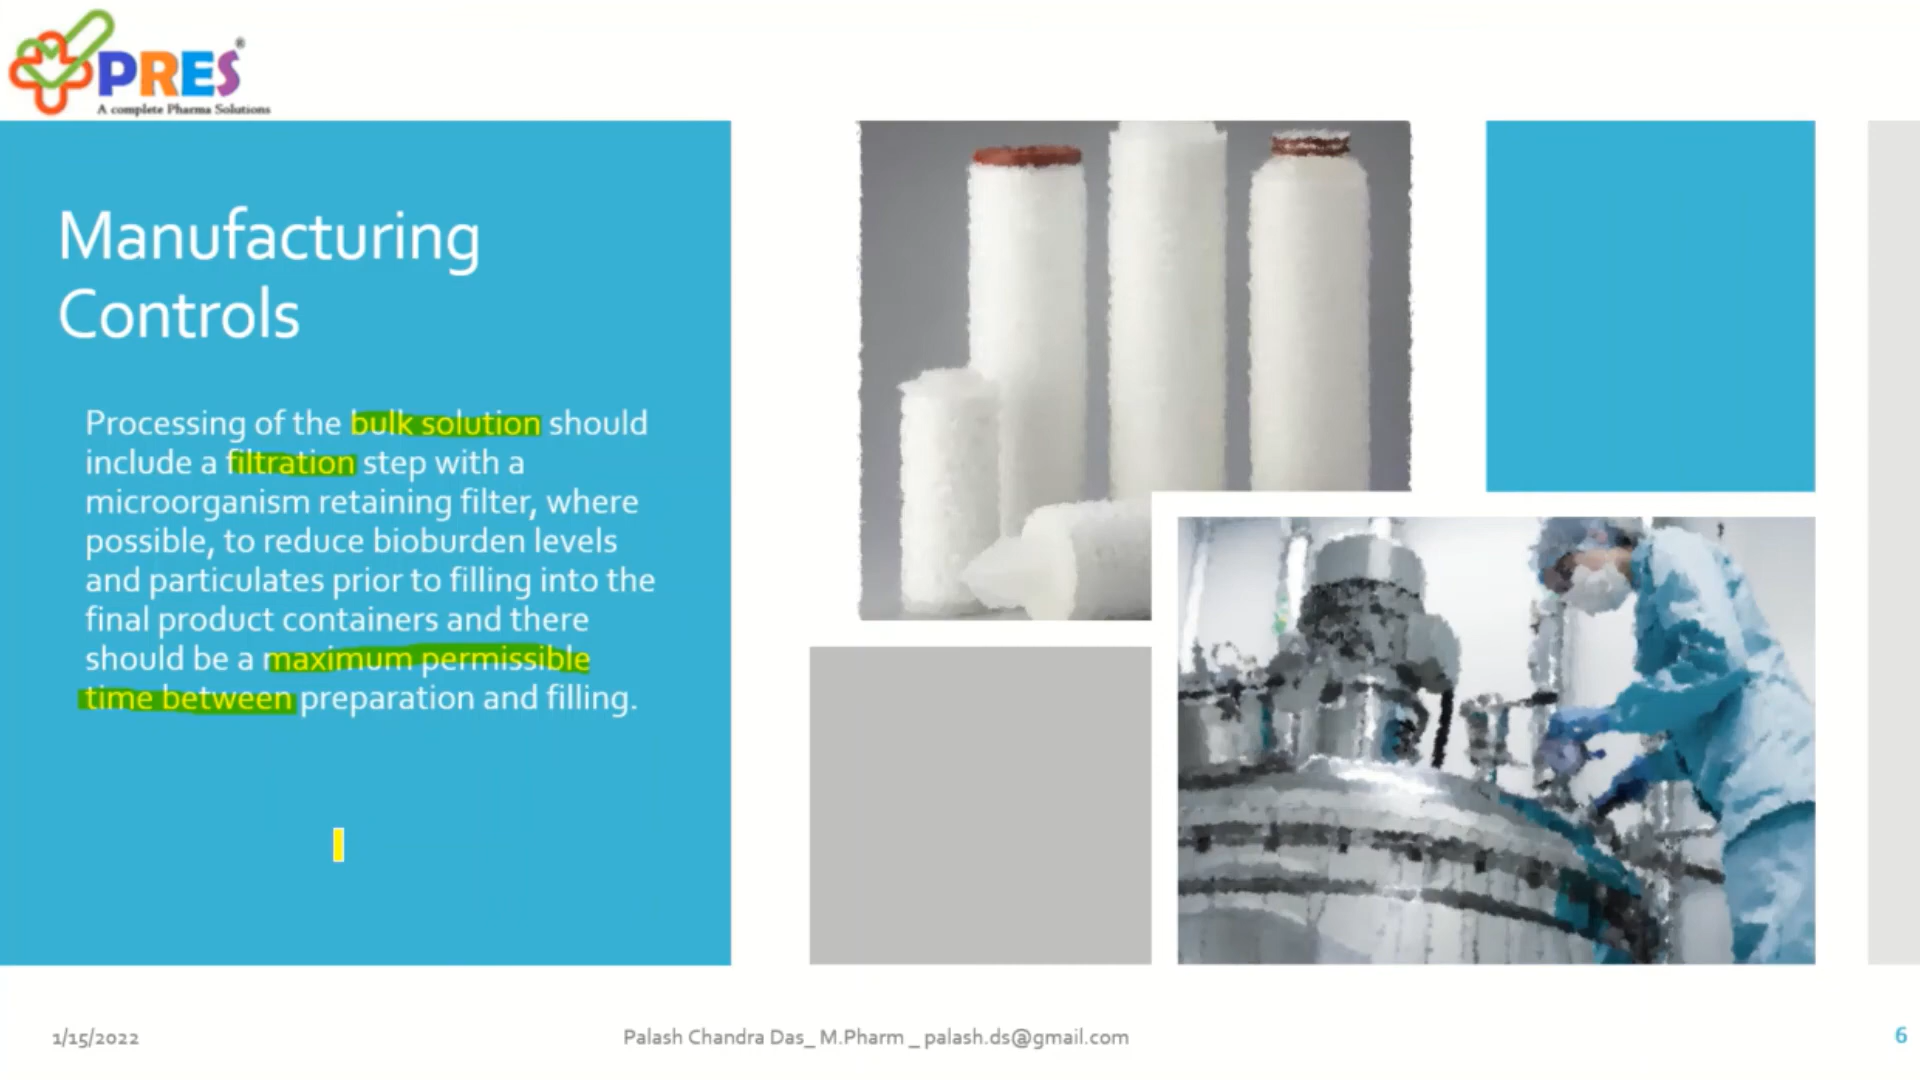 PRES®
A complete Pharma Solutions
Manufacturing
Controls
Processing of the bulk solution should
include a filtration step with a
microorganism retaining filter, where
possible, to reduce bioburden levels
and particulates prior to filling into the
final product containers and there
should be a maximum permissible
time between preparation and filling.
1/15/2022
Palash Chandra Das_ M.Pharm _ palash.ds@gmail.com
6